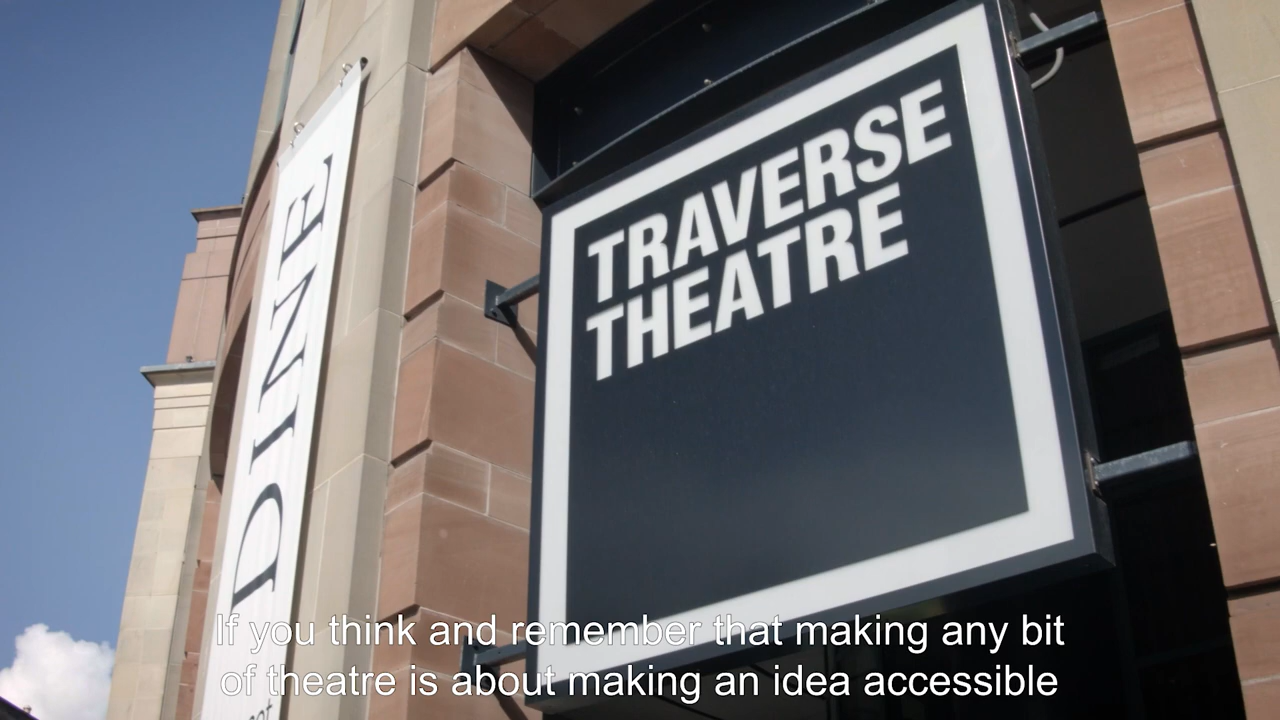 TRAVERSE
THEATRE
DINE
If you think and remember that making any bit
of theatre is about making an idea accessible